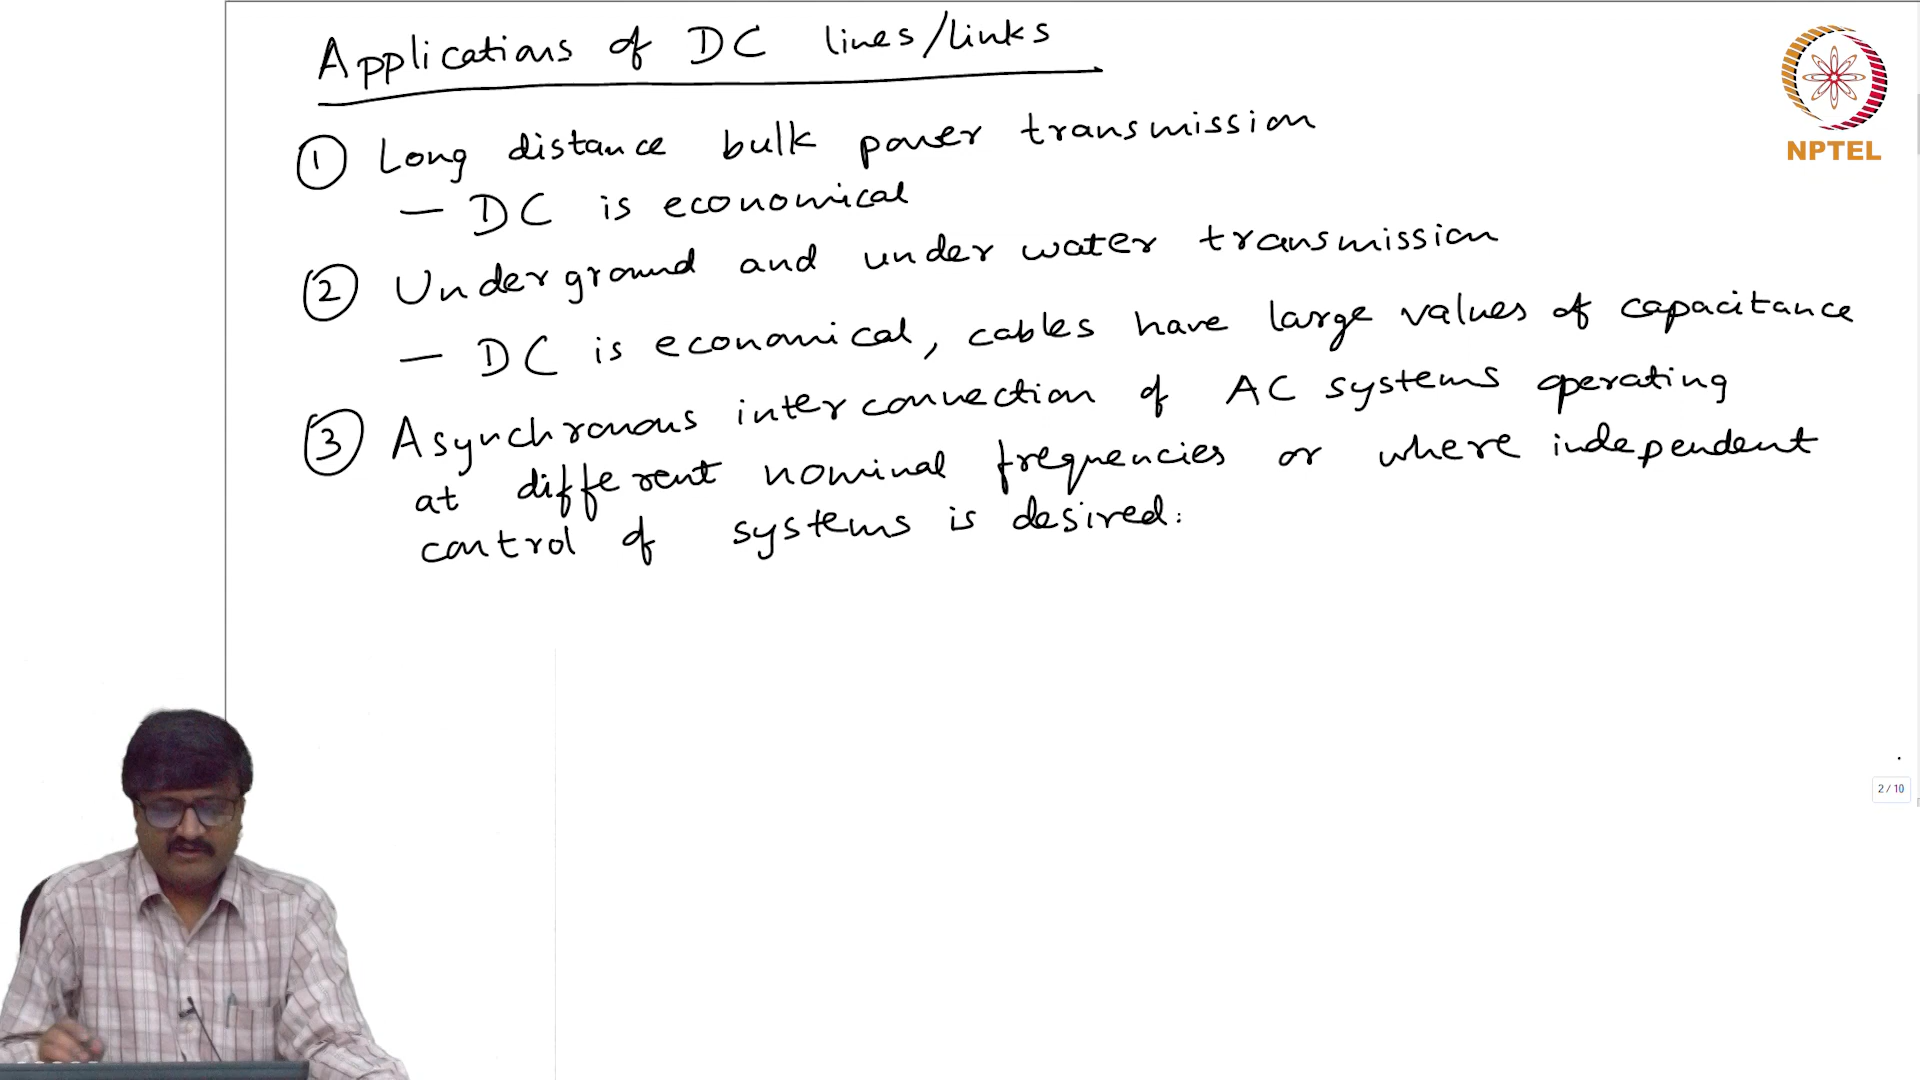 Applications of DC lines/links
① Long distance bulk power transmission
— DC is economical
② Underground and under water transmission
— DC is economical, cables have large values of capacitance
③ Asynchronous interconnection of AC systems operating
at different nominal frequencies or where independent
control of systems is desired.
NPTEL
2 / 10